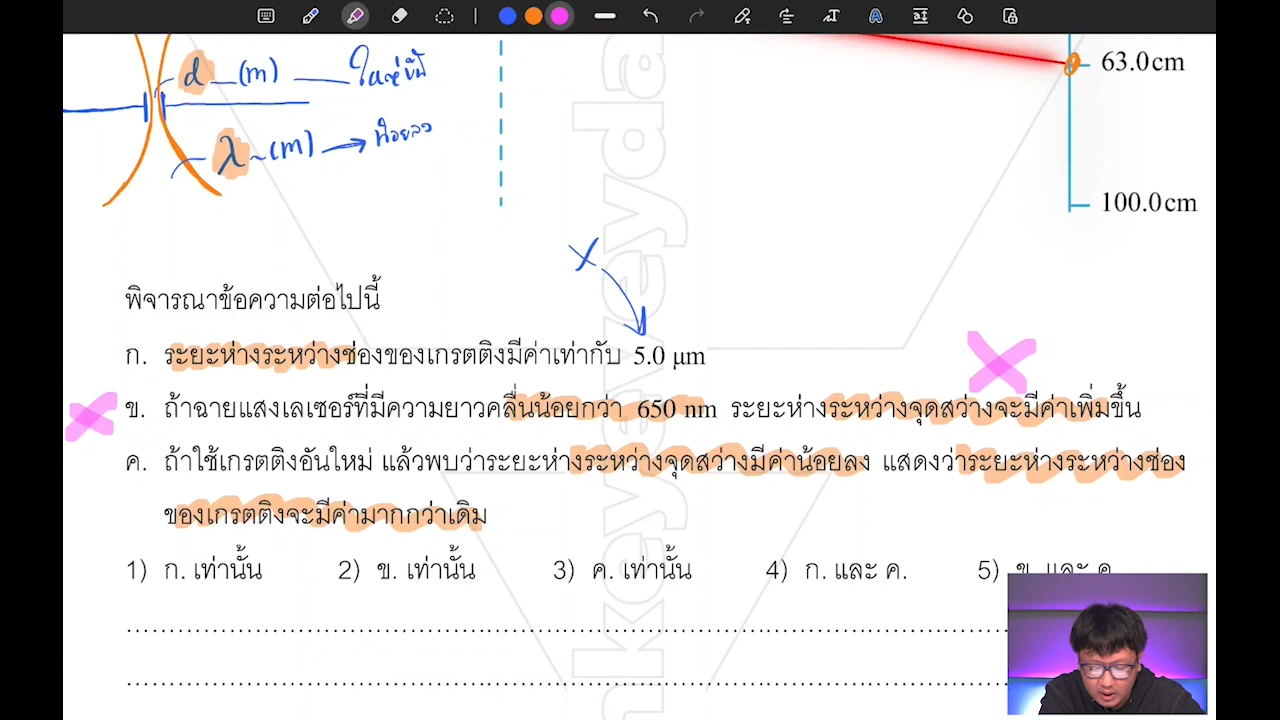 d (m) ใหญ่ขึ้น
63.0 cm
λ (m) → น้อยลง
100.0 cm
nkeyeveyda
X
พิจารณาข้อความต่อไปนี้
ก. ระยะห่างระหว่างช่องของเกรตติงมีค่าเท่ากับ 5.0 μm
ข. ถ้าฉายแสงเลเซอร์ที่มีความยาวคลื่นน้อยกว่า 650 nm ระยะห่างระหว่างจุดสว่างจะมีค่าเพิ่มขึ้น
ค. ถ้าใช้เกรตติงอันใหม่ แล้วพบว่าระยะห่างระหว่างจุดสว่างมีค่าน้อยลง แสดงว่าระยะห่างระหว่างช่อง
ของเกรตติงจะมีค่ามากกว่าเดิม
1) ก. เท่านั้น 2) ข. เท่านั้น 3) ค. เท่านั้น 4) ก. และ ค. 5) ข. และ ค.